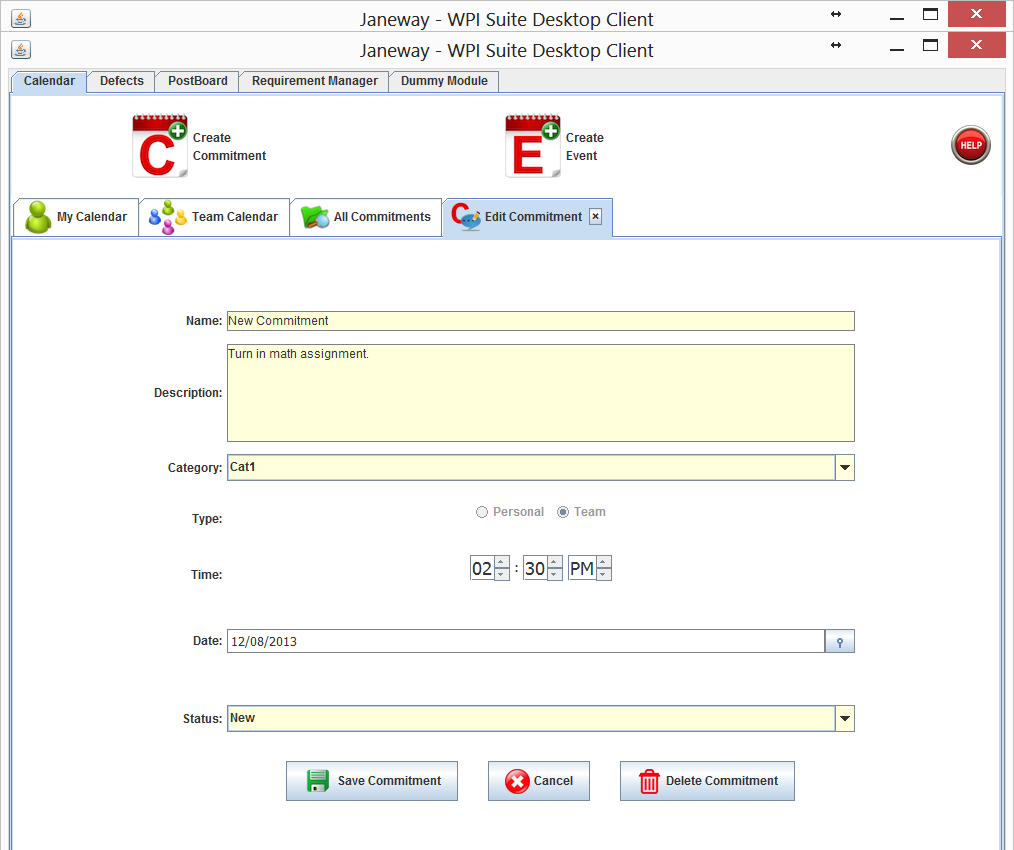 Janeway - WPI Suite Desktop Client
Janeway - WPI Suite Desktop Client
Calendar Defects PostBoard Requirement Manager Dummy Module
C Create Commitment
E Create Event
HELP
My Calendar Team Calendar All Commitments C Edit Commitment
Name: New Commitment
Description: Turn in math assignment.
Category: Cat1
Type: Personal Team
Time: 02 : 30 PM
Date: 12/08/2013
Status: New
Save Commitment Cancel Delete Commitment